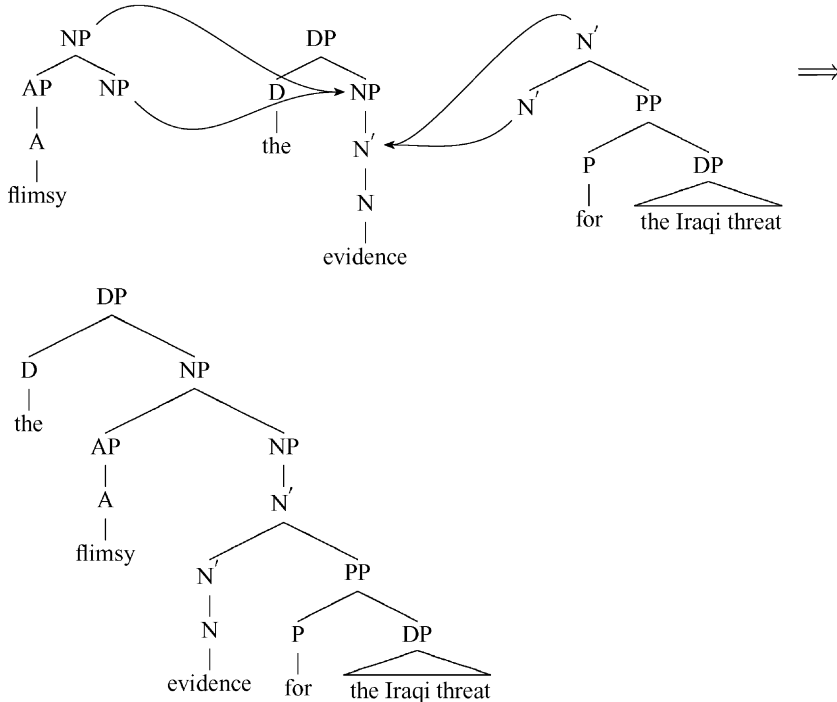 NP DP N′ ⟹
AP NP D NP N′ PP
A the N′ P DP
flimsy N for the Iraqi threat
evidence
DP
D NP
the
AP NP
A N′
flimsy
N′ PP
N P DP
evidence for the Iraqi threat